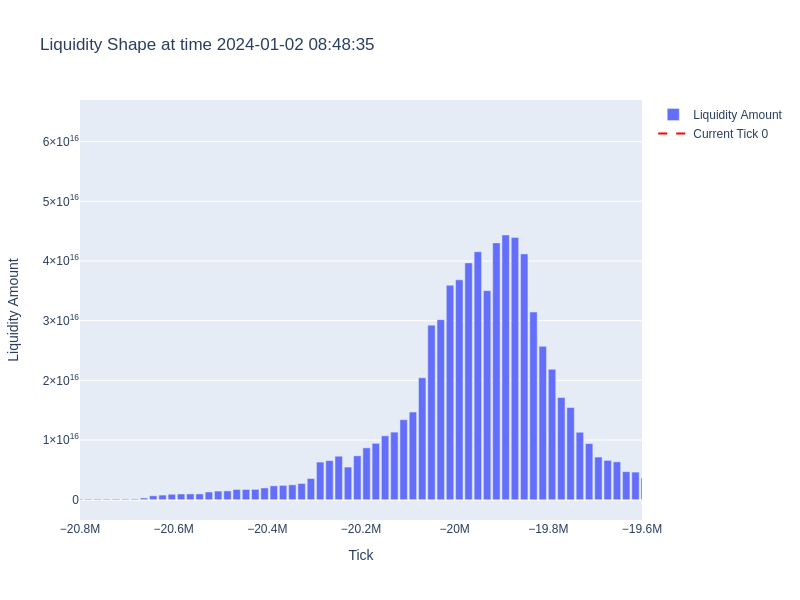 Liquidity Shape at time 2024-01-02 08:48:35
Liquidity Amount
Current Tick 0
6×10¹⁶
5×10¹⁶
4×10¹⁶
3×10¹⁶
2×10¹⁶
1×10¹⁶
0
Liquidity Amount
−20.8M −20.6M −20.4M −20.2M −20M −19.8M −19.6M
Tick